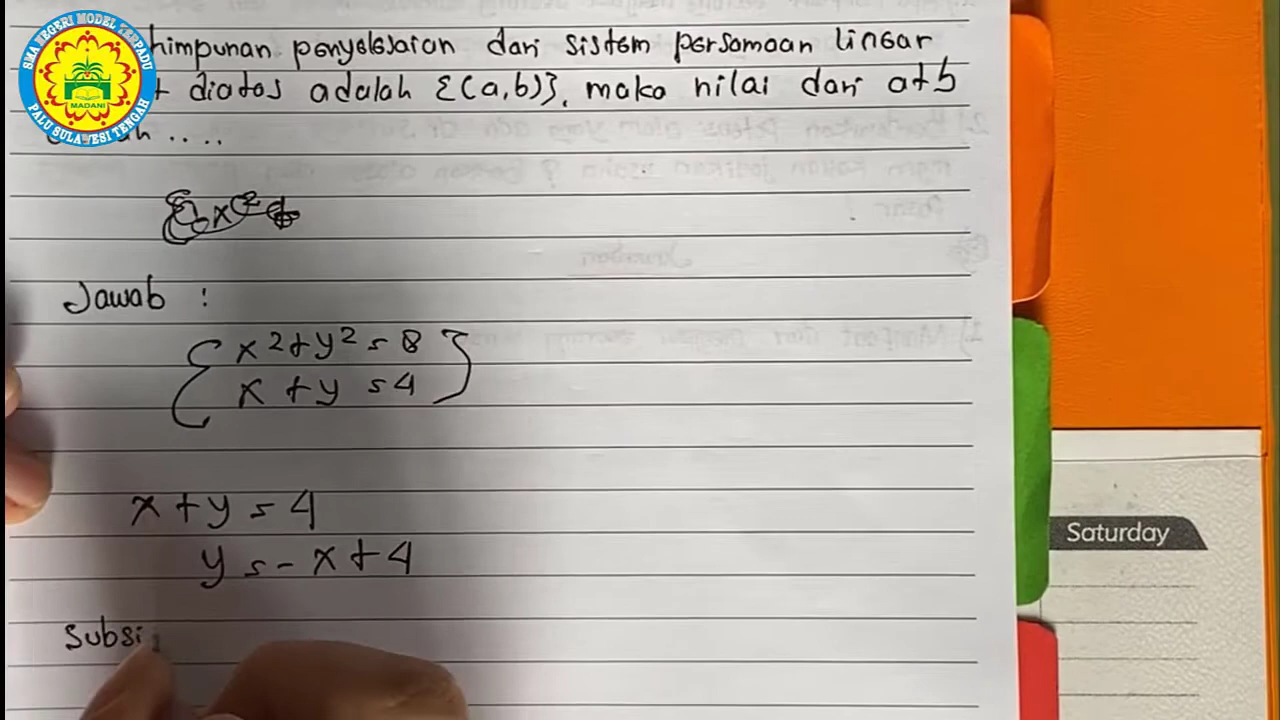 SMA NEGERI MODEL TERPADU
MADANI
PALU SULAWESI TENGAH
himpunan penyelesaian dari sistem persamaan linear
diatas adalah {(a,b)}, maka nilai dari a+b
....
Jawab :
x²+y² = 8
x + y = 4
x + y = 4
y = - x + 4
Subsi
Saturday